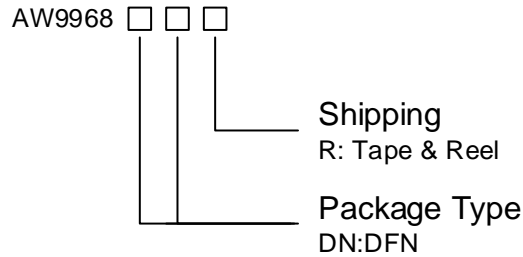 AW9968 □ □ □
Shipping
R: Tape & Reel
Package Type
DN:DFN